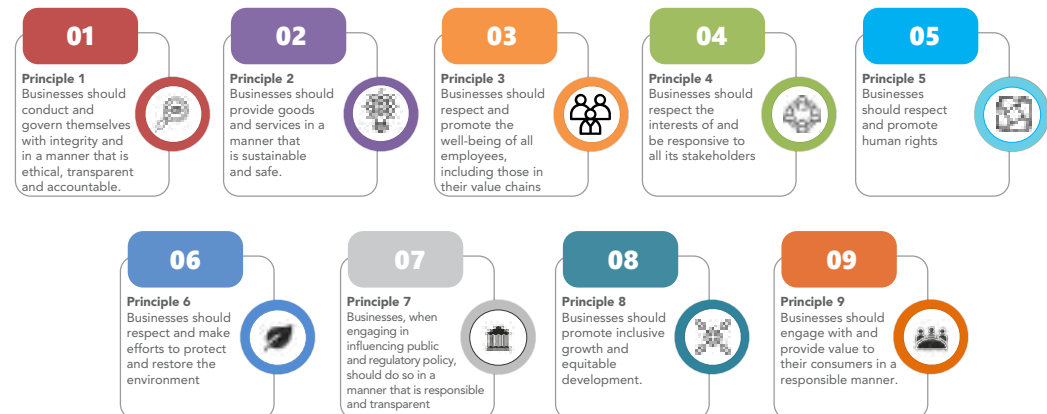 01
Principle 1
Businesses should
conduct and
govern themselves
with integrity and
in a manner that is
ethical, transparent
and accountable.
02
Principle 2
Businesses should
provide goods
and services in a
manner that
is sustainable
and safe.
03
Principle 3
Businesses should
respect and
promote the
well-being of all
employees,
including those in
their value chains
04
Principle 4
Businesses should
respect the
interests of and
be responsive to
all its stakeholders
05
Principle 5
Businesses
should respect
and promote
human rights
06
Principle 6
Businesses should
respect and make
efforts to protect
and restore the
environment
07
Principle 7
Businesses, when
engaging in
influencing public
and regulatory policy,
should do so in a
manner that is responsible
and transparent
08
Principle 8
Businesses should
promote inclusive
growth and
equitable
development.
09
Principle 9
Businesses should
engage with and
provide value to
their consumers in a
responsible manner.